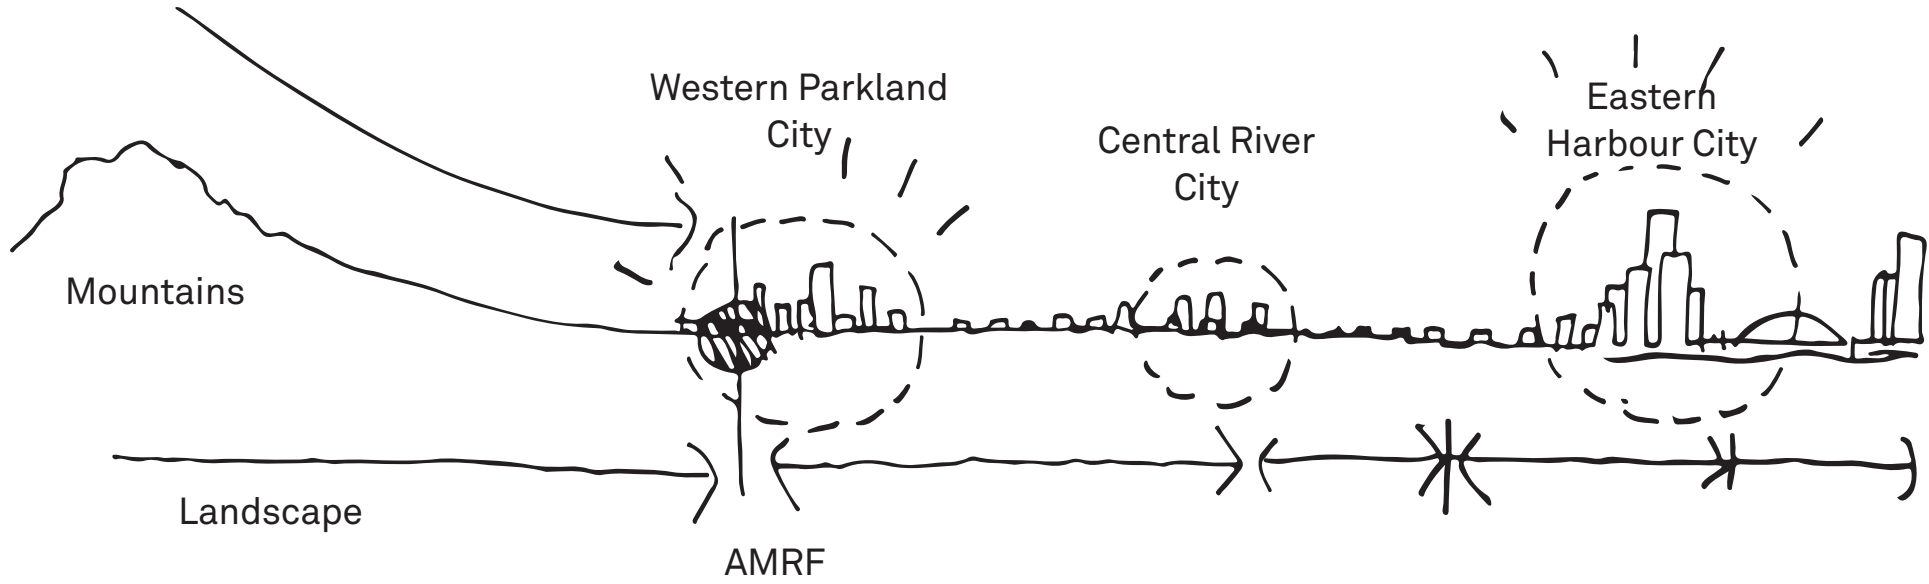 Western Parkland
City
Central River
City
Eastern
Harbour City
Mountains
Landscape
AMRF